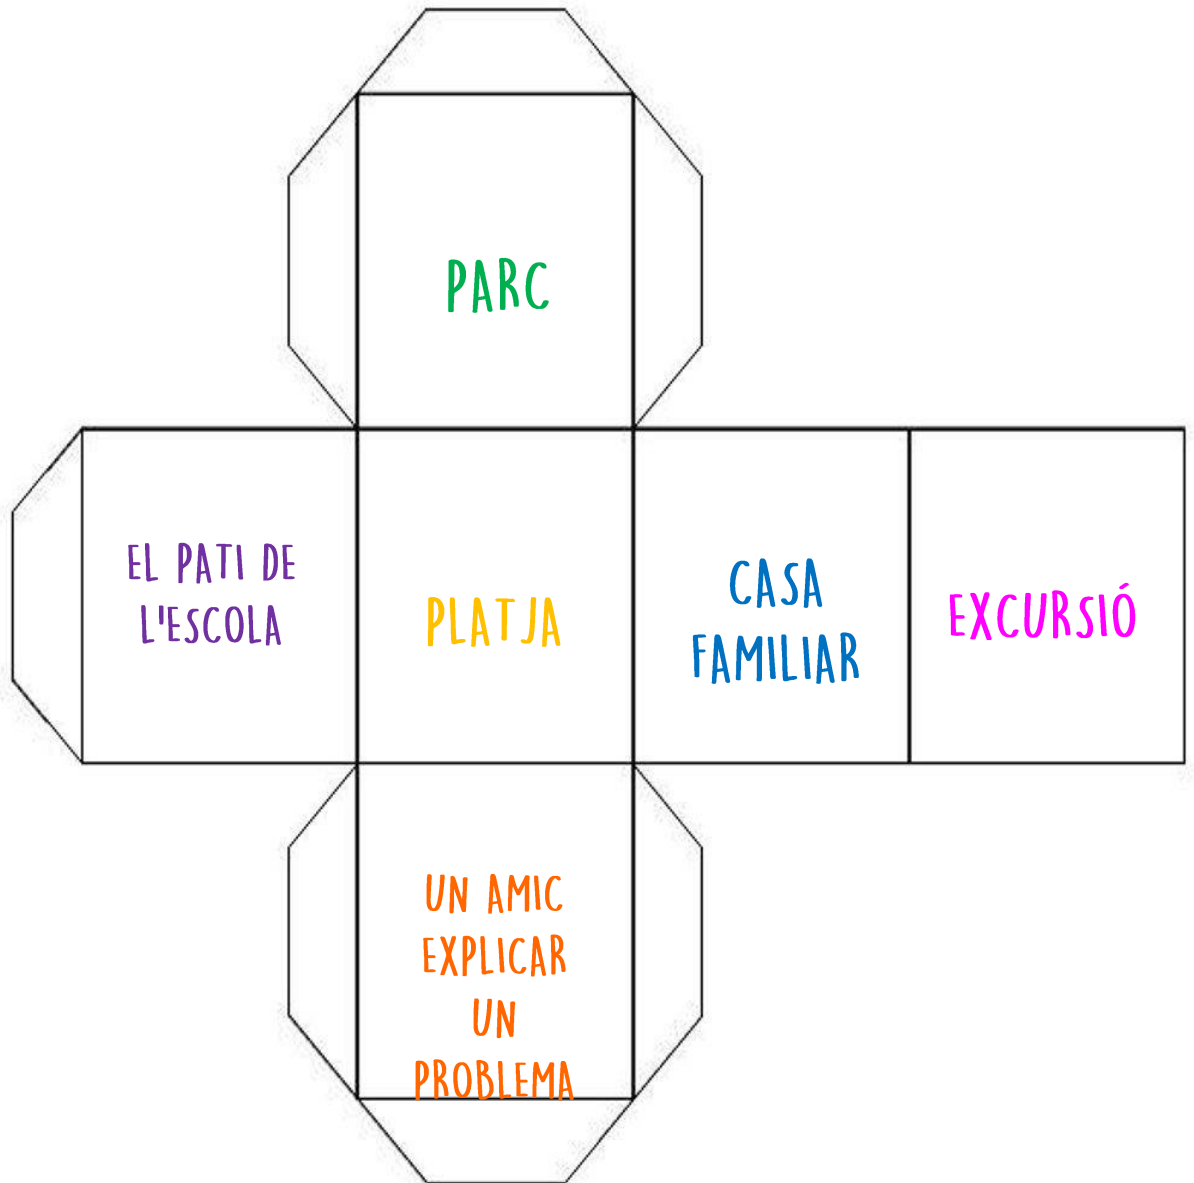 PARC
EL PATI DE
L'ESCOLA
PLATJA
CASA
FAMILIAR
EXCURSIÓ
UN AMIC
EXPLICAR
UN
PROBLEMA